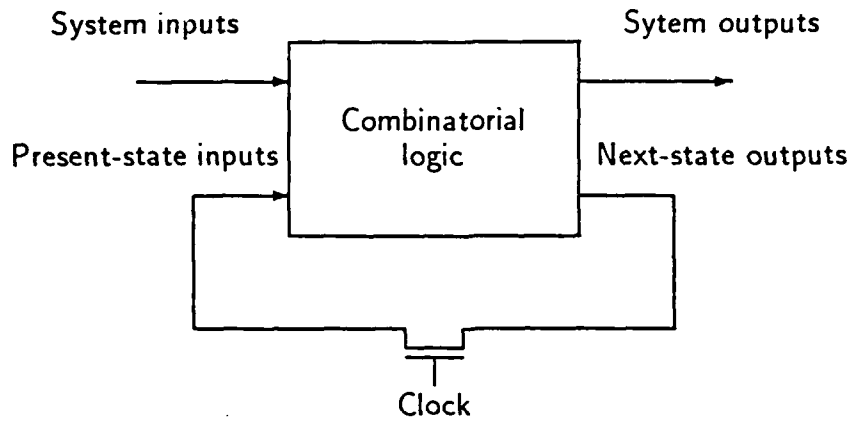 System inputs
Sytem outputs
Combinatorial
logic
Present-state inputs
Next-state outputs
Clock